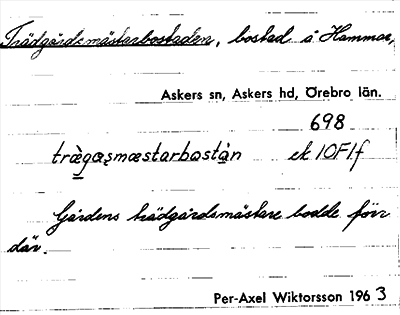 Trädgårdsmästarbostaden, bostad å Hammar,
Askers sn, Askers hd, Örebro län.
698
trægaʂmæstarbostàn ek 10F1f
Gårdens trädgårdsmästare bodde förr
där.
Per-Axel Wiktorsson 1963